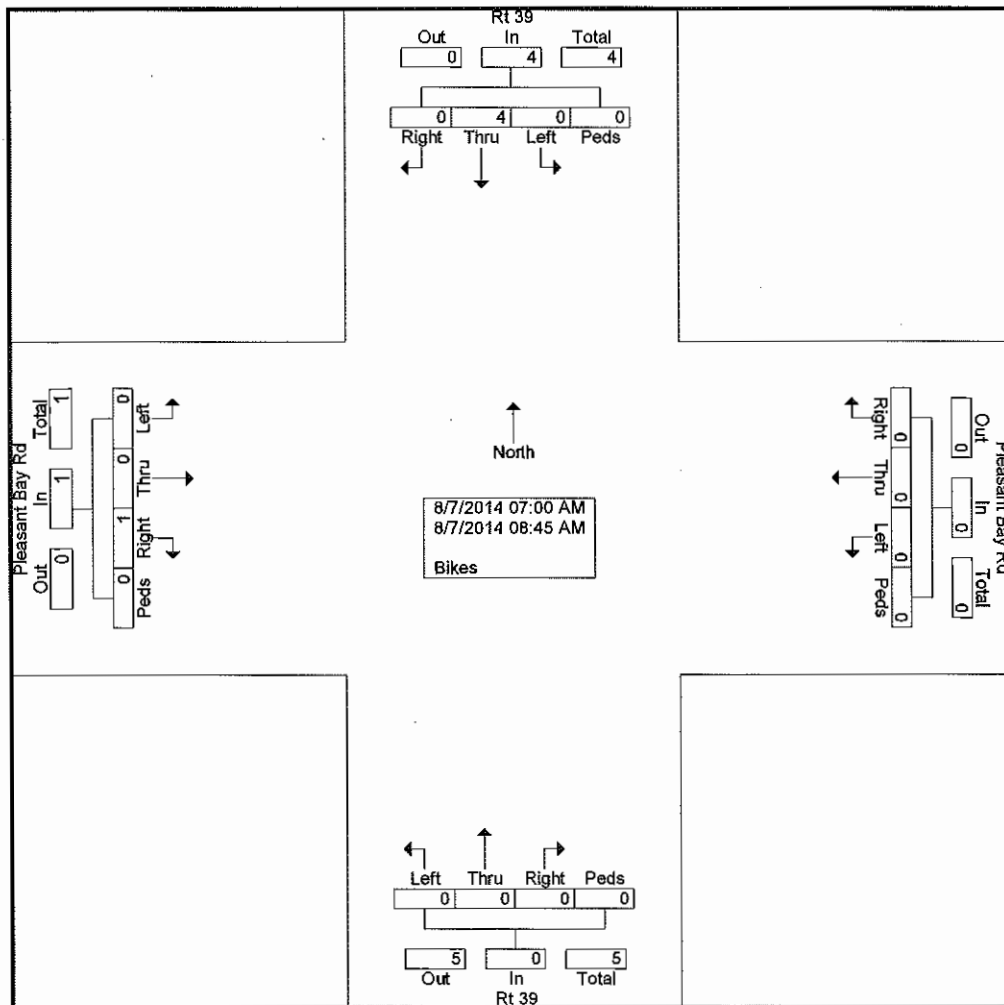 Rt 39
Out In Total
0 4 4
0 4 0 0
Right Thru Left Peds
Pleasant Bay Rd
Out In Total
0 1 1
0 1 0 0
Peds Right Thru Left
North
8/7/2014 07:00 AM
8/7/2014 08:45 AM
Bikes
Right Thru Left Peds
0 0 0 0
Out In Total
0 0 0
Pleasant Bay Rd
Left Thru Right Peds
0 0 0 0
5 0 5
Out In Total
Rt 39